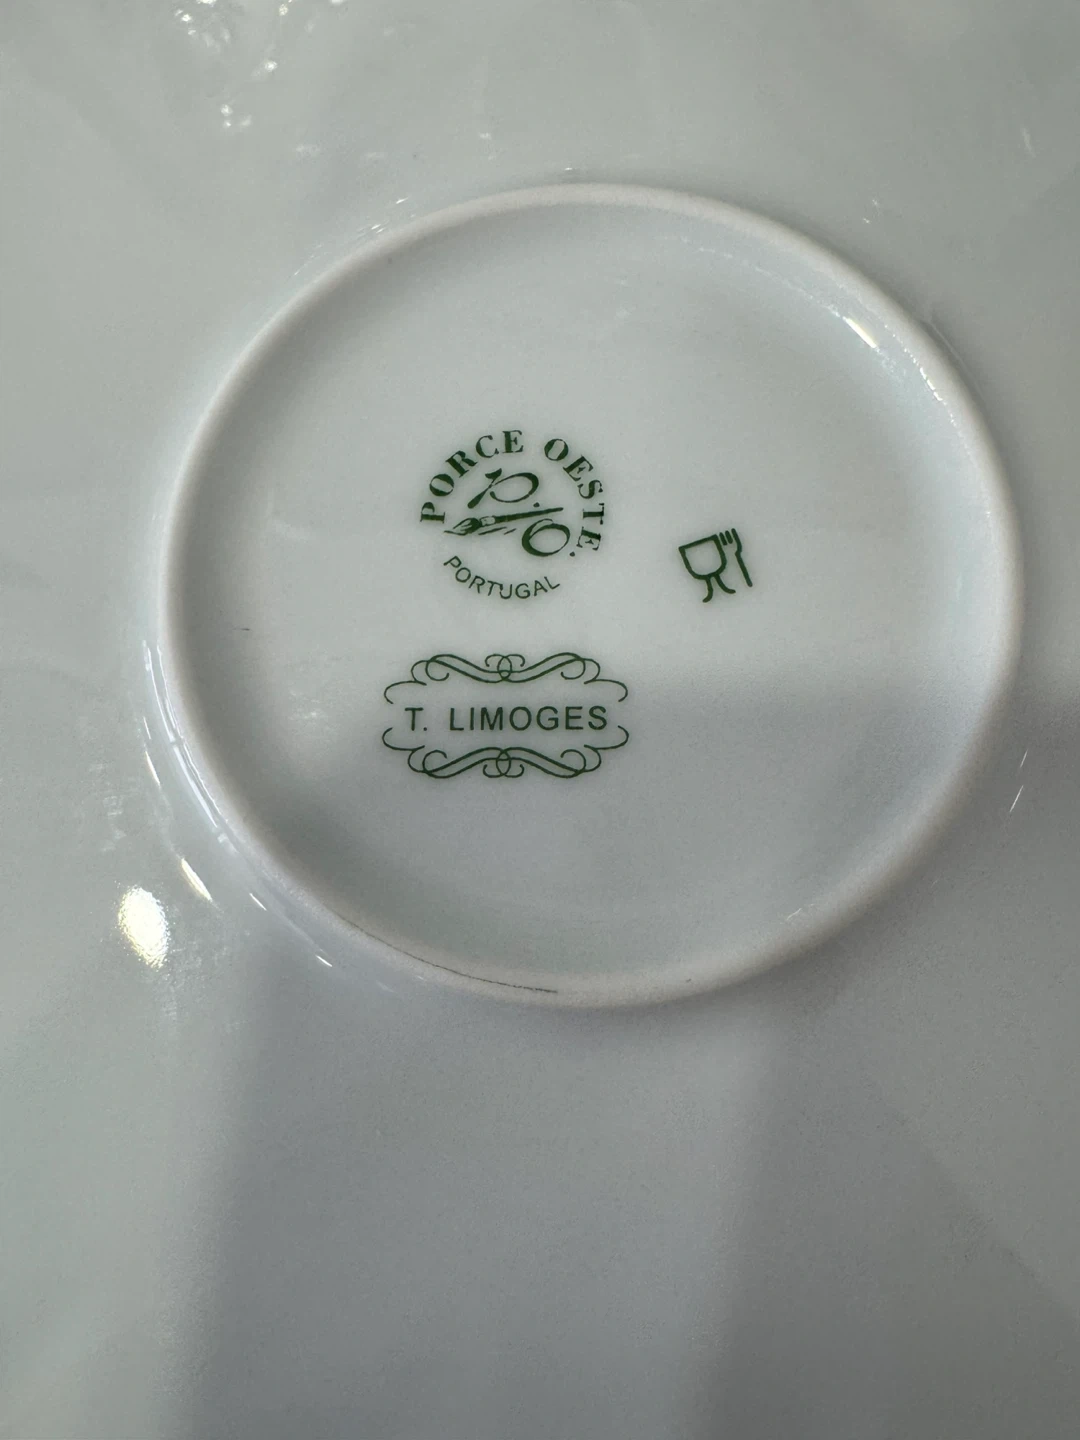 PORCE OESTE.
P.O.
PORTUGAL
T. LIMOGES